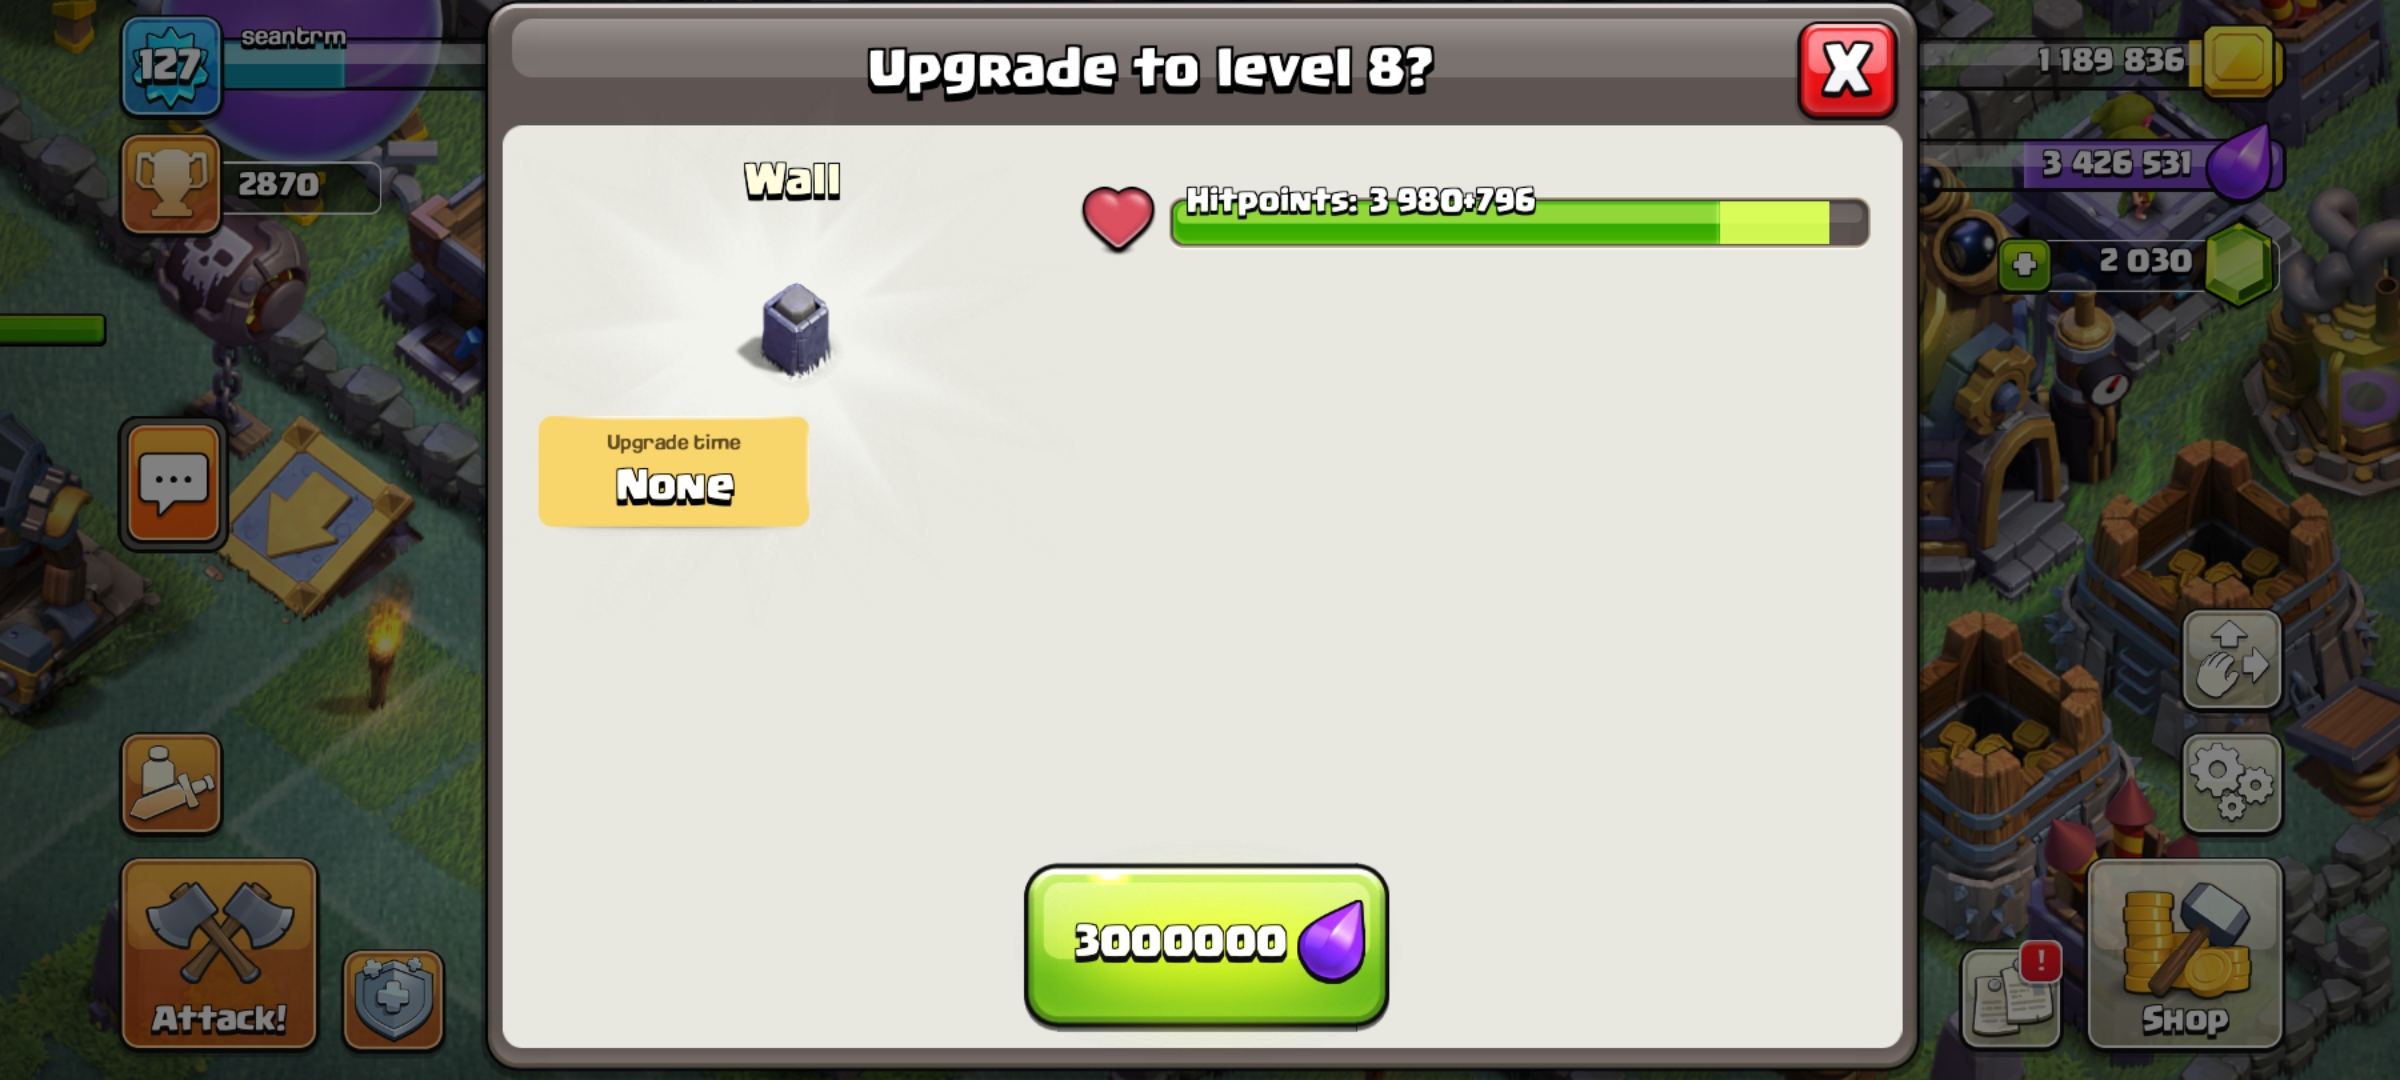 127
seantrm
2870
Upgrade to level 8?
X
1 189 836
3 426 531
2 030
Wall
Hitpoints: 3 980+796
Upgrade time
None
3000000
Attack!
!
Shop